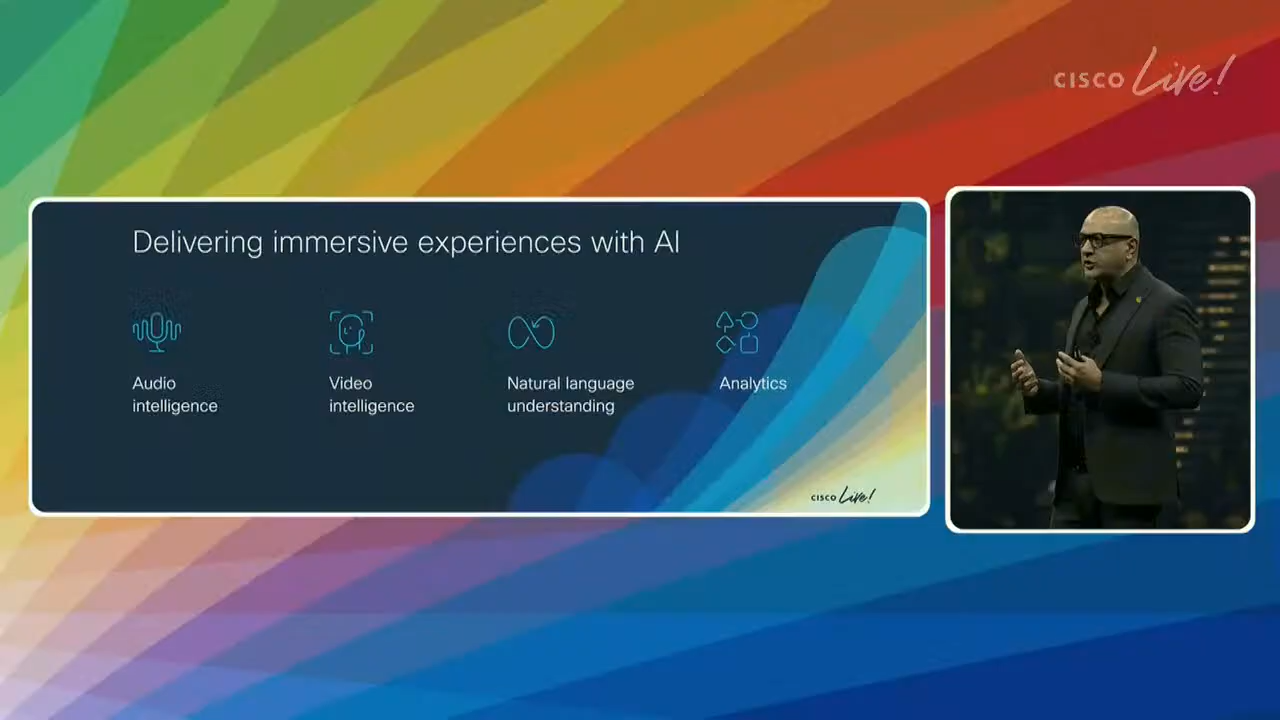 CISCO Live!
Delivering immersive experiences with AI
Audio
intelligence
Video
intelligence
Natural language
understanding
Analytics
CISCO Live!